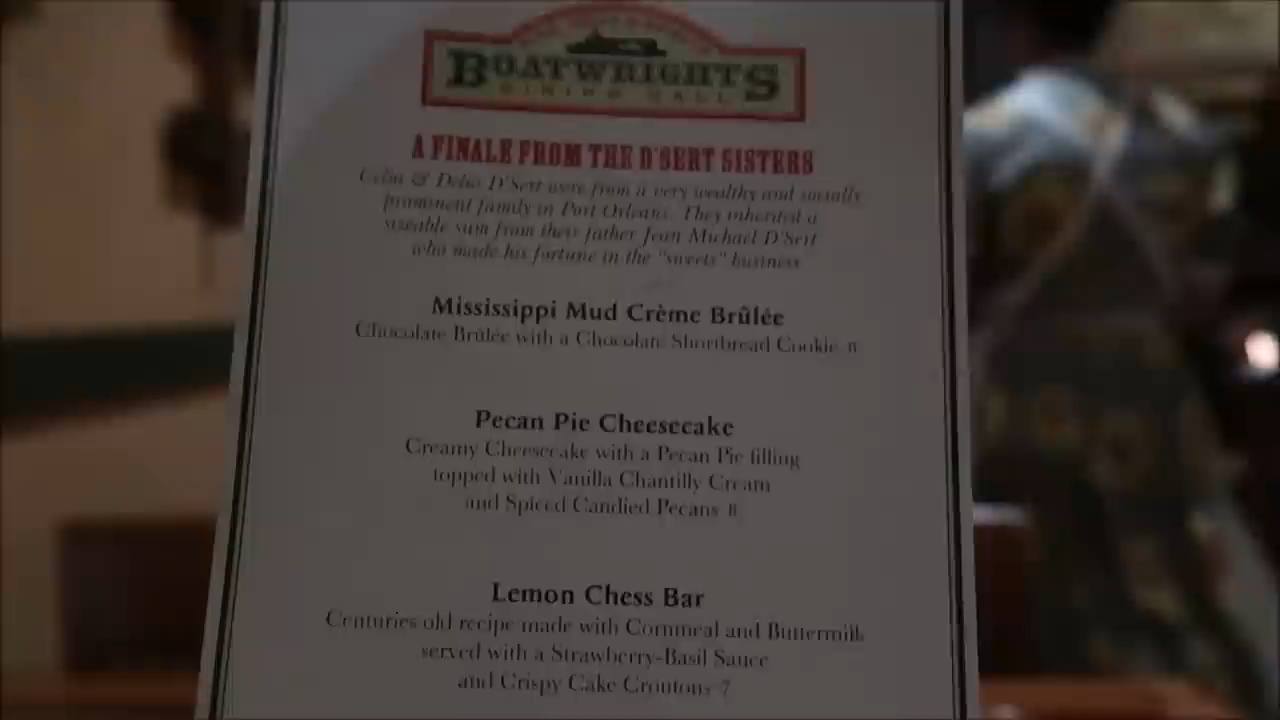 BOATWRIGHTS
DINING HALL
A FINALE FROM THE D'SERT SISTERS
& D'Sert were from a very wealthy and socially
prominent family in Port Orleans. They inherited a
sizeable sum from their father Jean Michael D'Sert
who made his fortune in the "sweets" business
Mississippi Mud Crème Brûlée
Chocolate Brûlée with a Chocolate Shortbread Cookie
Pecan Pie Cheesecake
Creamy Cheesecake with a Pecan Pie filling
topped with Vanilla Chantilly Cream
and Spiced Candied Pecans
Lemon Chess Bar
Centuries old recipe made with Cornmeal and Buttermilk
served with a Strawberry-Basil Sauce
and Crispy Cake Croutons 7